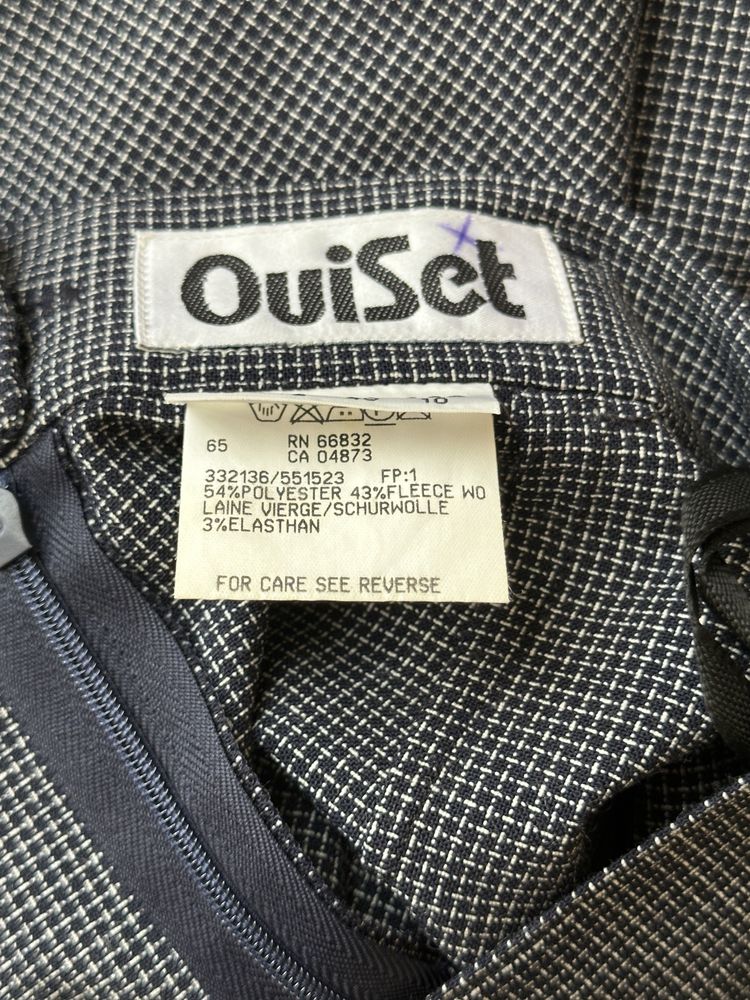 OuiSet
10
65 RN 66832
CA 04873
332136/551523 FP:1
54%POLYESTER 43%FLEECE WO
LAINE VIERGE/SCHURWOLLE
3%ELASTHAN
FOR CARE SEE REVERSE